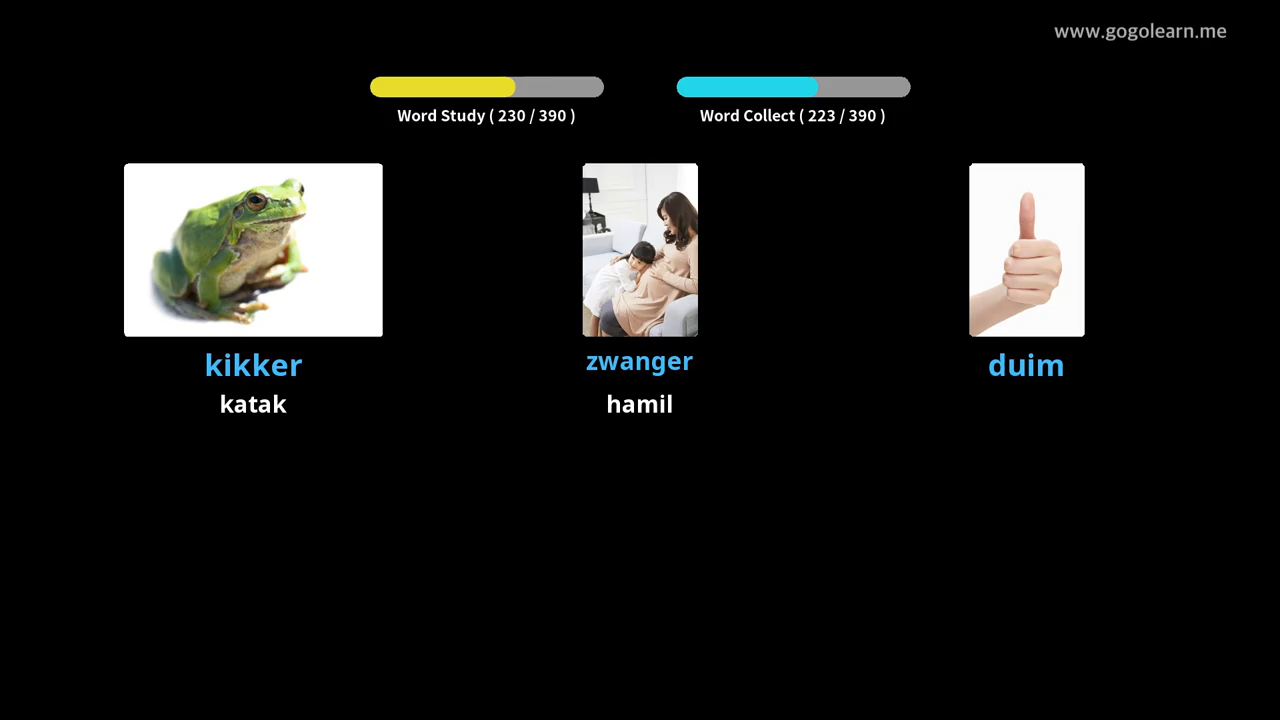 www.gogolearn.me
Word Study ( 230 / 390 )
Word Collect ( 223 / 390 )
kikker
katak
zwanger
hamil
duim